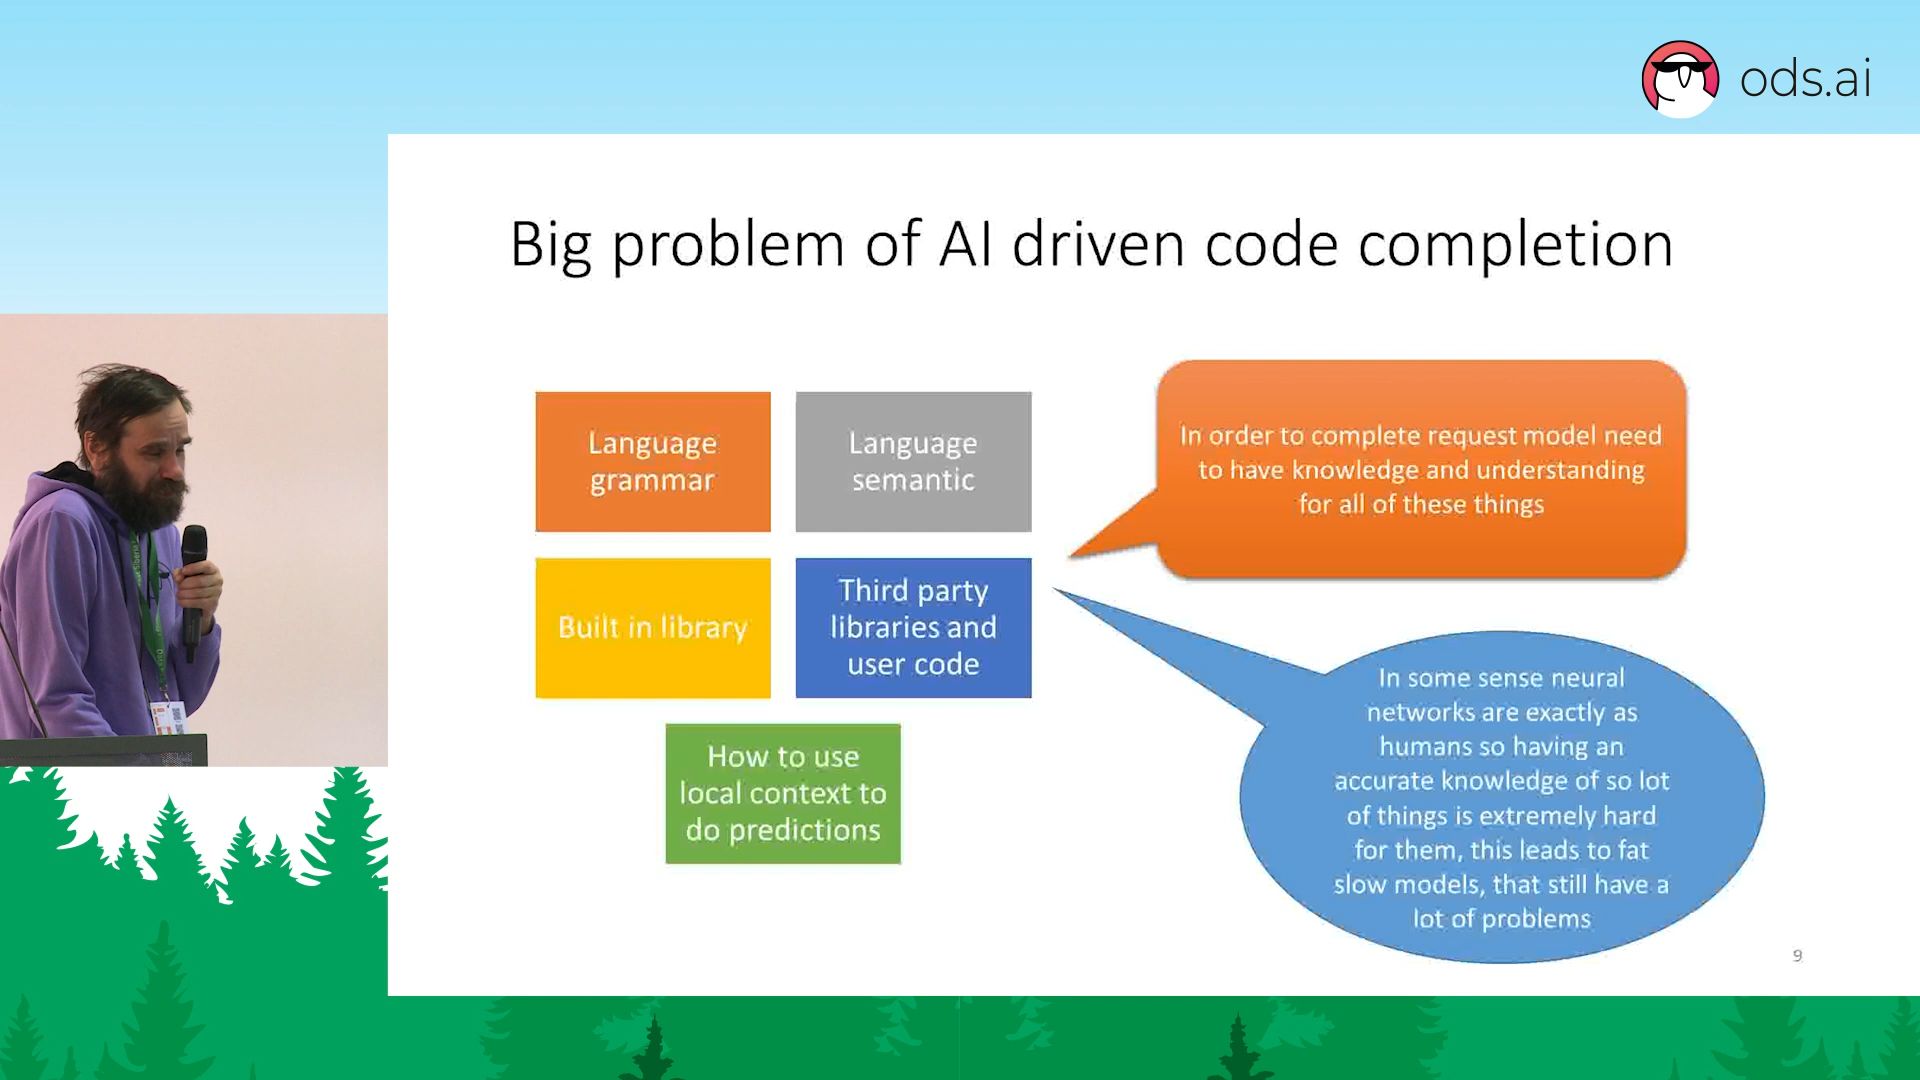 ods.ai
Big problem of AI driven code completion
Language
grammar
Language
semantic
Built in library
Third party
libraries and
user code
How to use
local context to
do predictions
In order to complete request model need
to have knowledge and understanding
for all of these things
In some sense neural
networks are exactly as
humans so having an
accurate knowledge of so lot
of things is extremely hard
for them, this leads to fat
slow models, that still have a
lot of problems
9